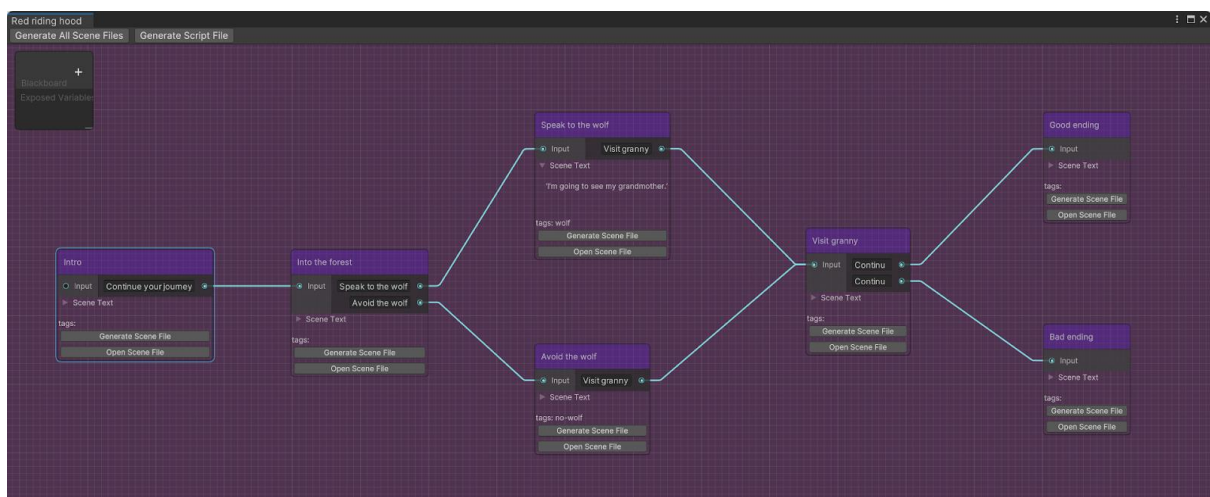 Red riding hood
Generate All Scene Files Generate Script File
Blackboard
Exposed Variables
Intro
Input Continue your journey
Scene Text
tags:
Generate Scene File
Open Scene File
Into the forest
Input Speak to the wolf
Avoid the wolf
Scene Text
tags:
Generate Scene File
Open Scene File
Speak to the wolf
Input Visit granny
Scene Text
'I'm going to see my grandmother.'
tags: wolf
Generate Scene File
Open Scene File
Avoid the wolf
Input Visit granny
Scene Text
tags: no-wolf
Generate Scene File
Open Scene File
Visit granny
Input Continu
Continu
Scene Text
tags:
Generate Scene File
Open Scene File
Good ending
Input
Scene Text
tags:
Generate Scene File
Open Scene File
Bad ending
Input
Scene Text
tags:
Generate Scene File
Open Scene File